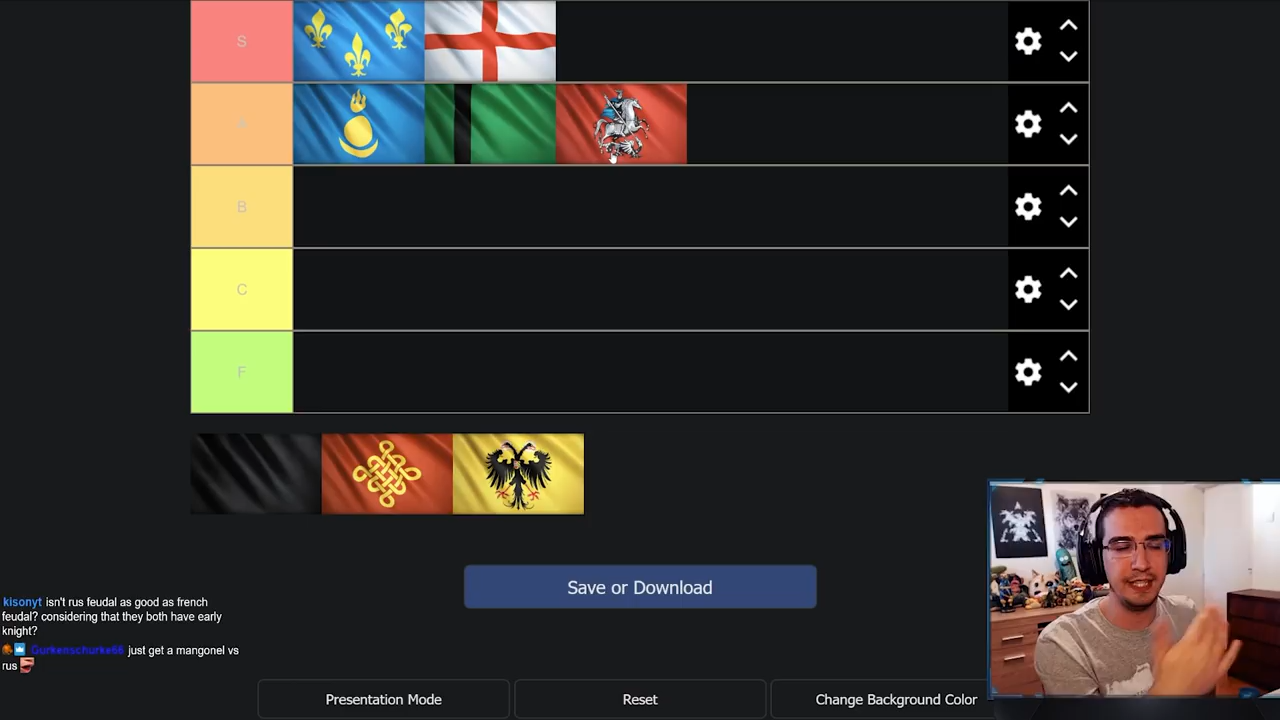 S
A
B
C
F
Save or Download
kisonyt isn't rus feudal as good as french
feudal? considering that they both have early
knight?
Gurkenschurke66 just get a mangonel vs
rus
Presentation Mode
Reset
Change Background Color